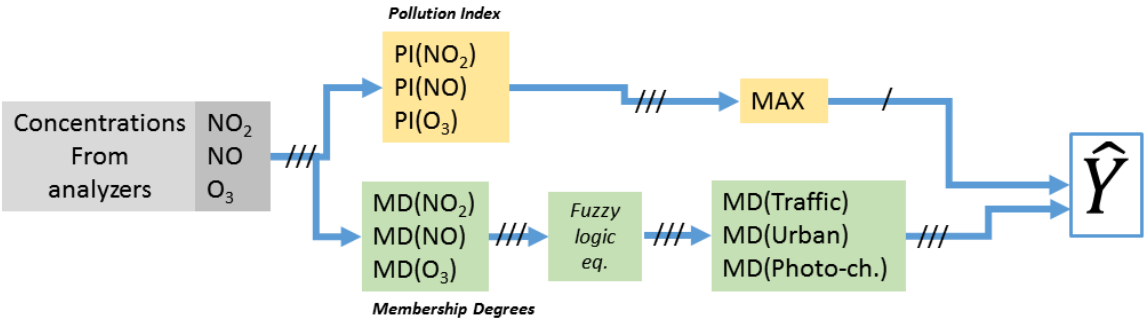 Pollution Index
PI(NO₂)
PI(NO)
PI(O₃)
MAX
Concentrations
From
analyzers
NO₂
NO
O₃
Ŷ
MD(NO₂)
MD(NO)
MD(O₃)
Fuzzy
logic
eq.
MD(Traffic)
MD(Urban)
MD(Photo-ch.)
Membership Degrees